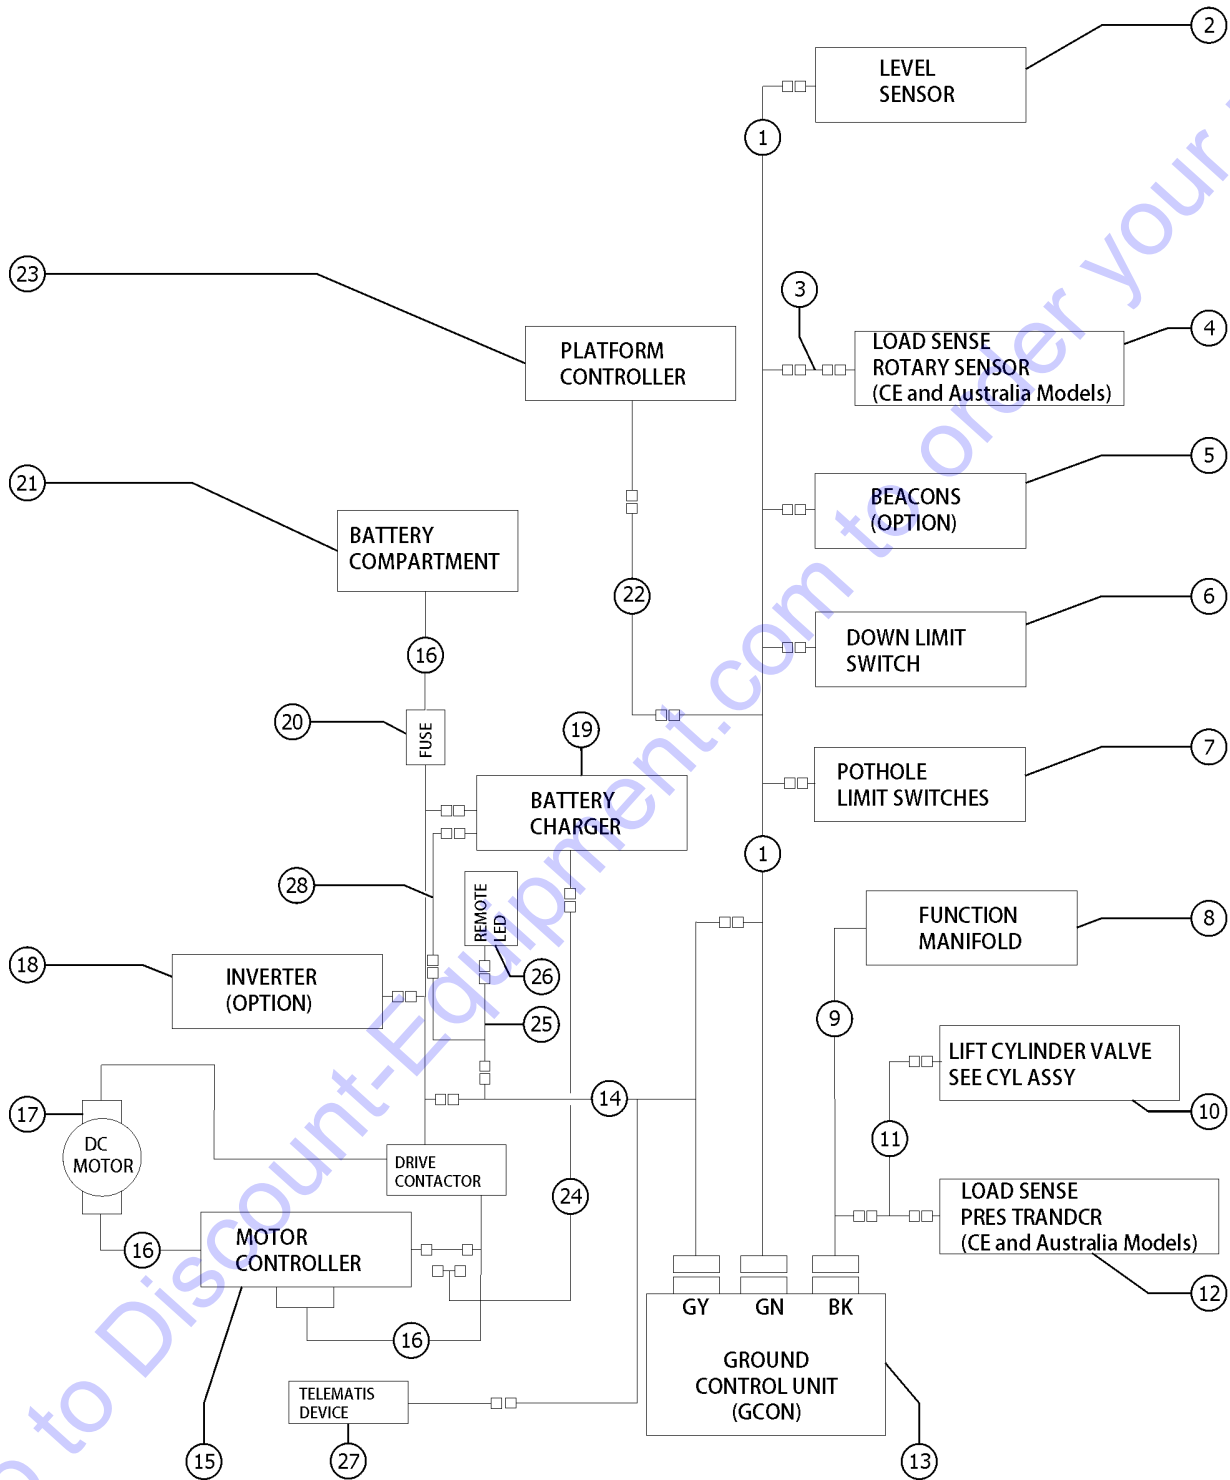 2
LEVEL
SENSOR
1
23
3
4
PLATFORM
CONTROLLER
LOAD SENSE
ROTARY SENSOR
(CE and Australia Models)
5
21
BEACONS
(OPTION)
BATTERY
COMPARTMENT
22
6
16
DOWN LIMIT
SWITCH
20
FUSE
19
7
POTHOLE
LIMIT SWITCHES
BATTERY
CHARGER
1
28
REMOTE
LED
FUNCTION
MANIFOLD
8
18
INVERTER
(OPTION)
26
9
25
LIFT CYLINDER VALVE
SEE CYL ASSY
10
17
14
11
DC
MOTOR
DRIVE
CONTACTOR
24
LOAD SENSE
PRES TRANDCR
(CE and Australia Models)
16
MOTOR
CONTROLLER
12
GY
GN
BK
16
GROUND
CONTROL UNIT
(GCON)
TELEMATIS
DEVICE
15
27
13
to Discount-Equipment.com to order your